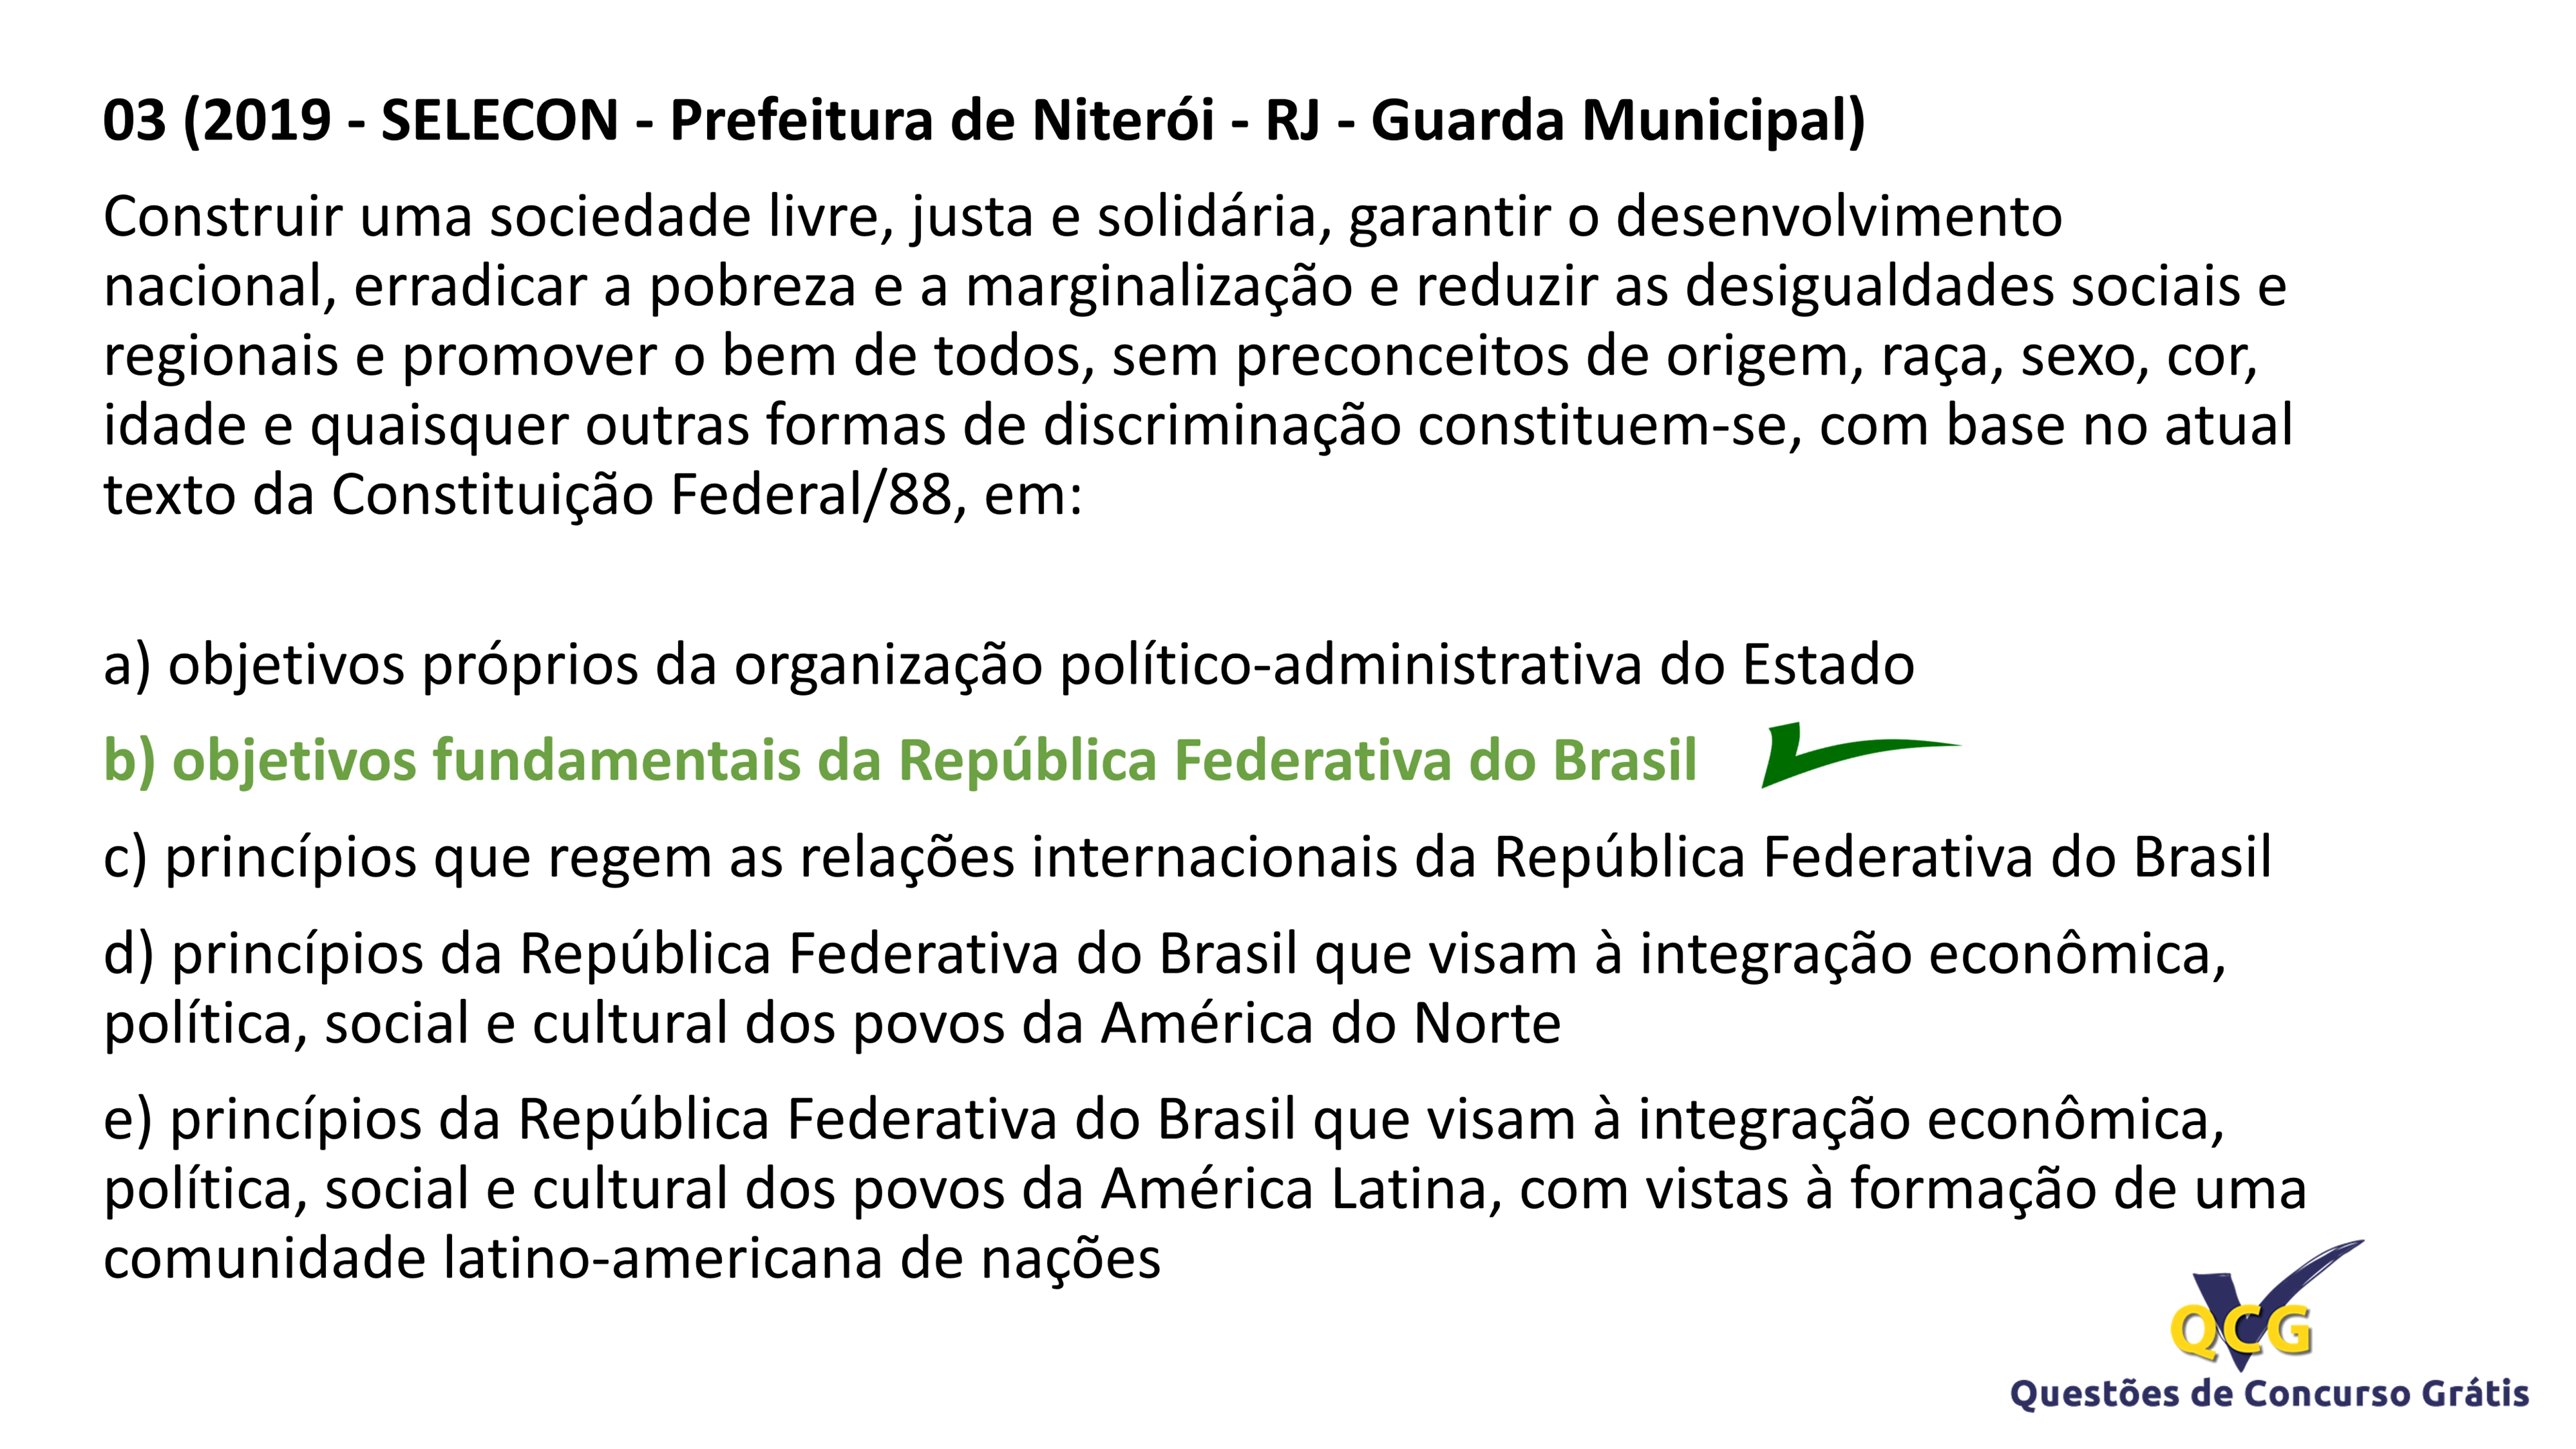 03 (2019 - SELECON - Prefeitura de Niterói - RJ - Guarda Municipal)
Construir uma sociedade livre, justa e solidária, garantir o desenvolvimento
nacional, erradicar a pobreza e a marginalização e reduzir as desigualdades sociais e
regionais e promover o bem de todos, sem preconceitos de origem, raça, sexo, cor,
idade e quaisquer outras formas de discriminação constituem-se, com base no atual
texto da Constituição Federal/88, em:
a) objetivos próprios da organização político-administrativa do Estado
b) objetivos fundamentais da República Federativa do Brasil
c) princípios que regem as relações internacionais da República Federativa do Brasil
d) princípios da República Federativa do Brasil que visam à integração econômica,
política, social e cultural dos povos da América do Norte
e) princípios da República Federativa do Brasil que visam à integração econômica,
política, social e cultural dos povos da América Latina, com vistas à formação de uma
comunidade latino-americana de nações
QCG
Questões de Concurso Grátis